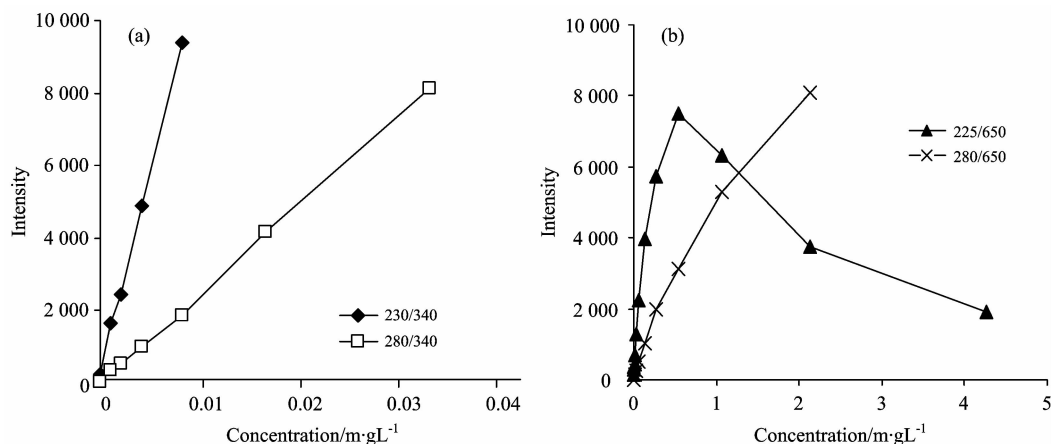 (a)
10 000
8 000
6 000
4 000
2 000
0
Intensity
230/340
280/340
0 0.01 0.02 0.03 0.04
Concentration/m·gL⁻¹
(b)
10 000
8 000
6 000
4 000
2 000
0
Intensity
225/650
280/650
0 1 2 3 4 5
Concentration/m·gL⁻¹